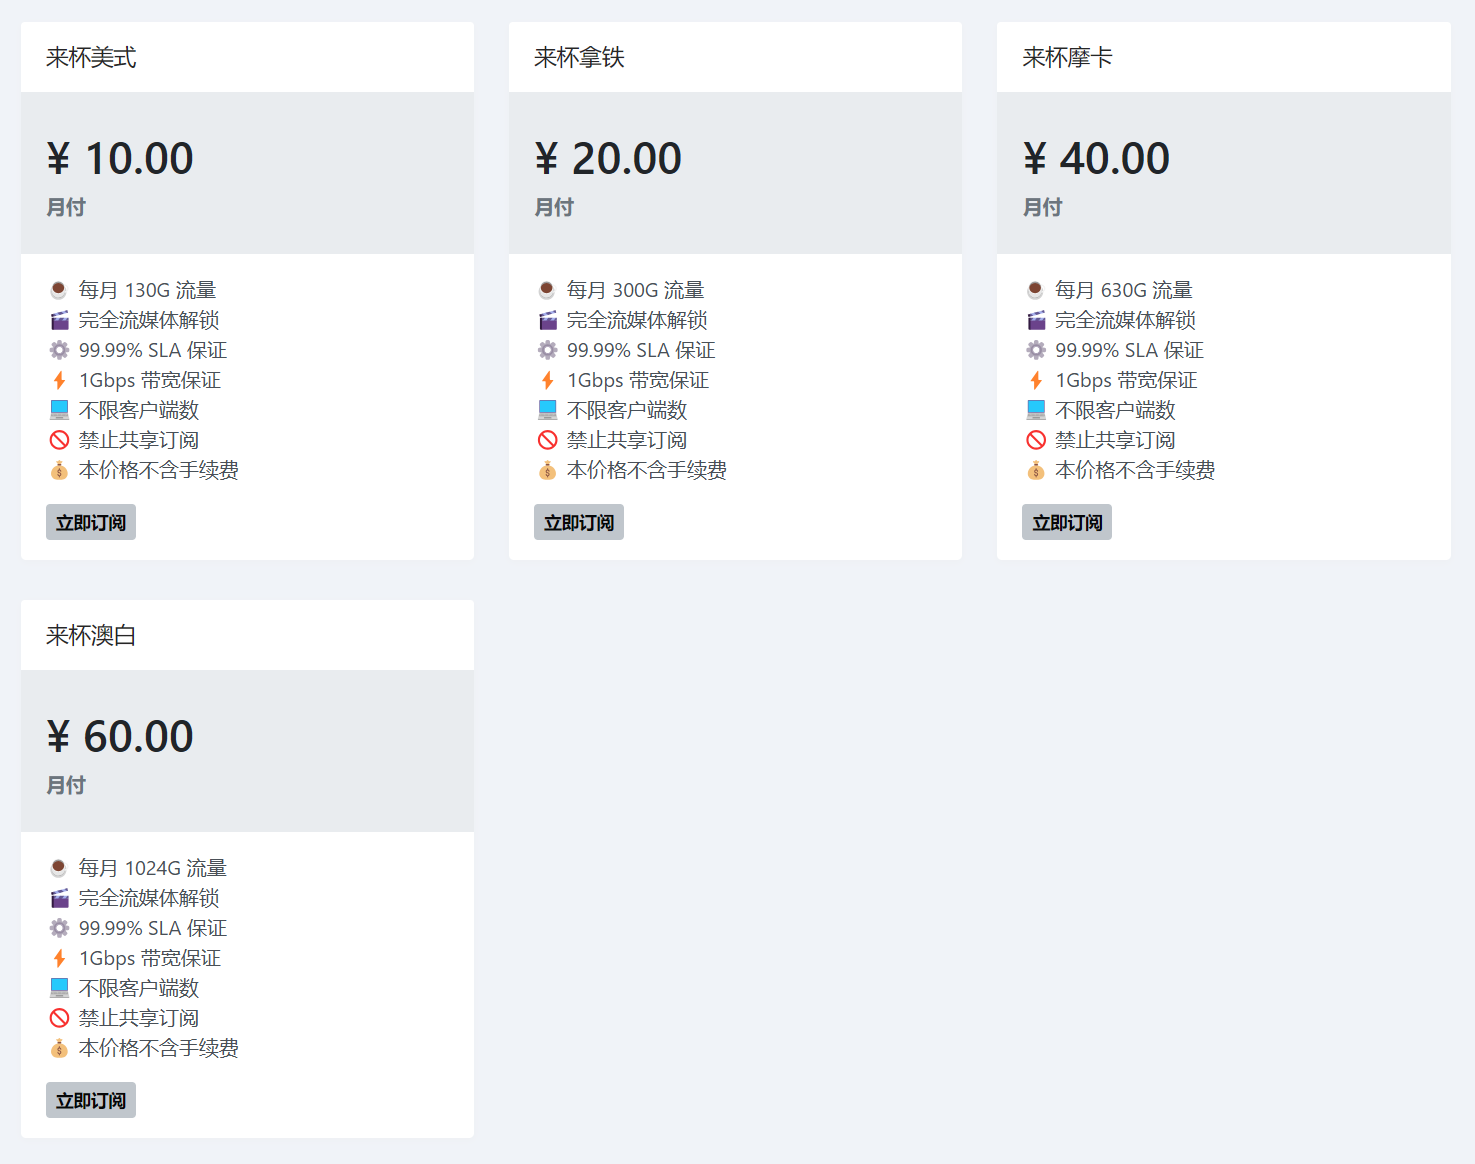 来杯美式
¥ 10.00
月付
每月 130G 流量
完全流媒体解锁
99.99% SLA 保证
1Gbps 带宽保证
不限客户端数
禁止共享订阅
本价格不含手续费
立即订阅
来杯拿铁
¥ 20.00
月付
每月 300G 流量
完全流媒体解锁
99.99% SLA 保证
1Gbps 带宽保证
不限客户端数
禁止共享订阅
本价格不含手续费
立即订阅
来杯摩卡
¥ 40.00
月付
每月 630G 流量
完全流媒体解锁
99.99% SLA 保证
1Gbps 带宽保证
不限客户端数
禁止共享订阅
本价格不含手续费
立即订阅
来杯澳白
¥ 60.00
月付
每月 1024G 流量
完全流媒体解锁
99.99% SLA 保证
1Gbps 带宽保证
不限客户端数
禁止共享订阅
本价格不含手续费
立即订阅